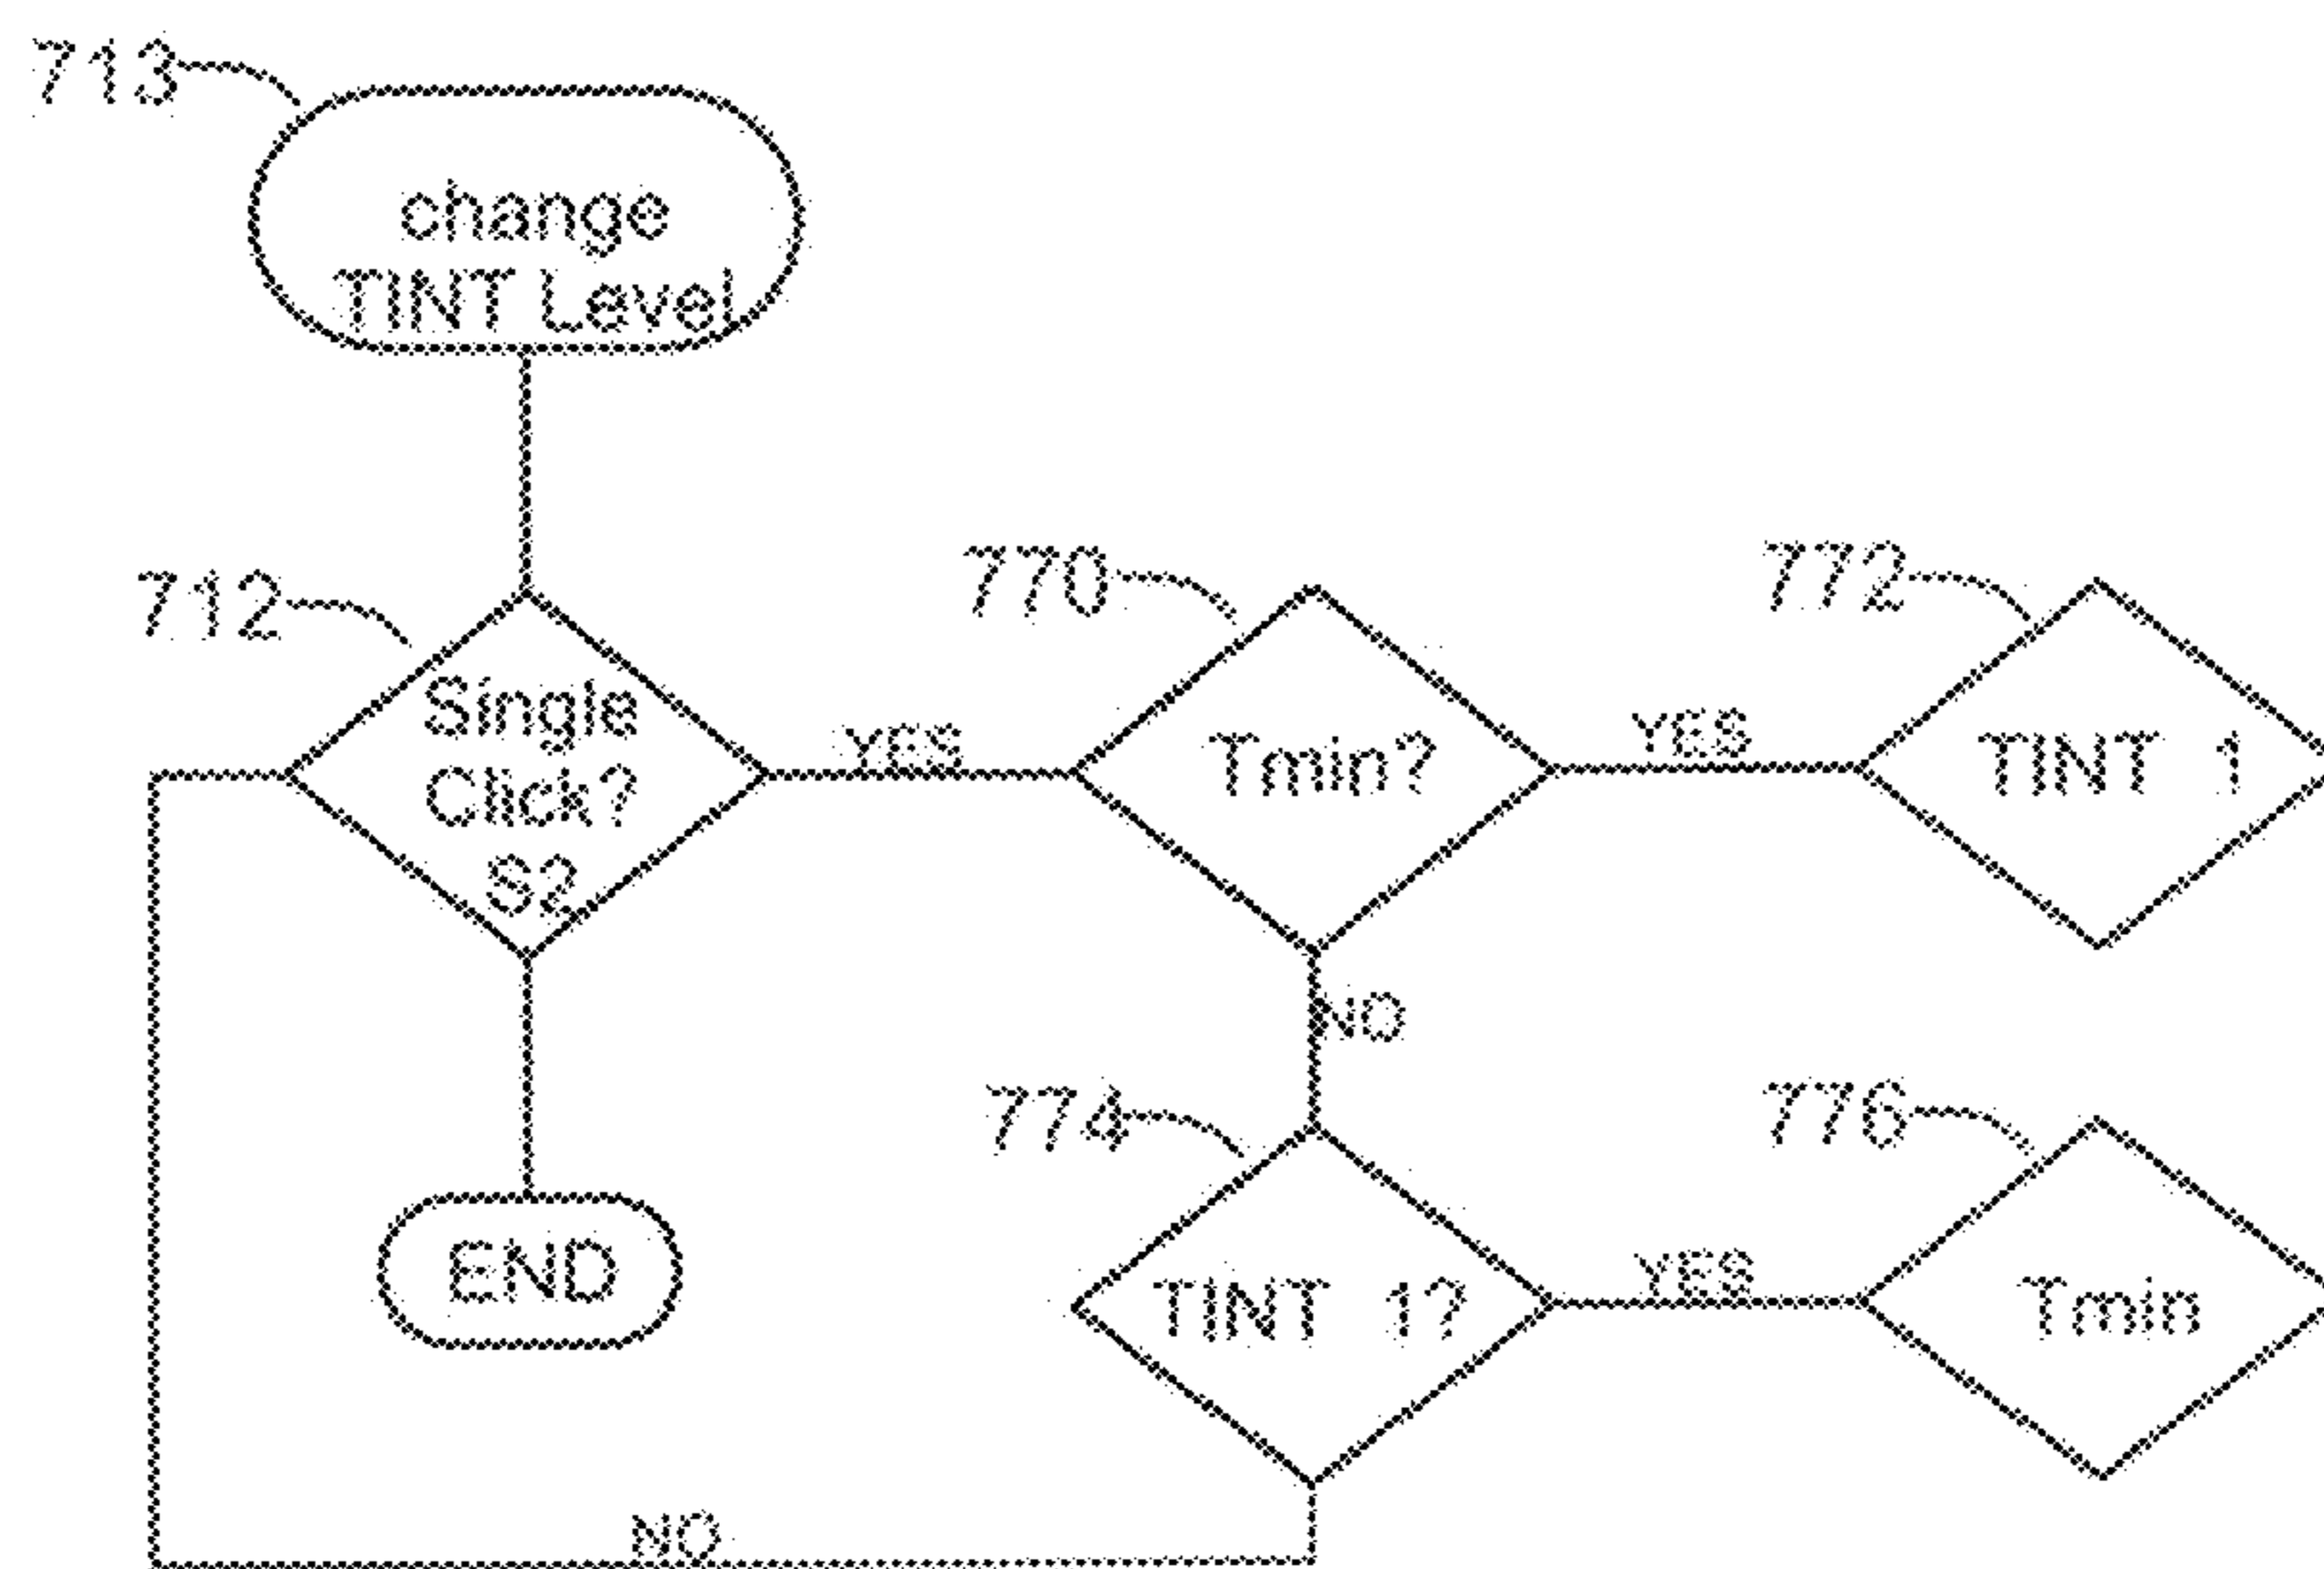 713
change
TINT Level
712
Single
Click?
S2
YES
770
Tmin?
YES
772
TINT 1
NO
END
774
TINT 1?
YES
776
Tmin
NO